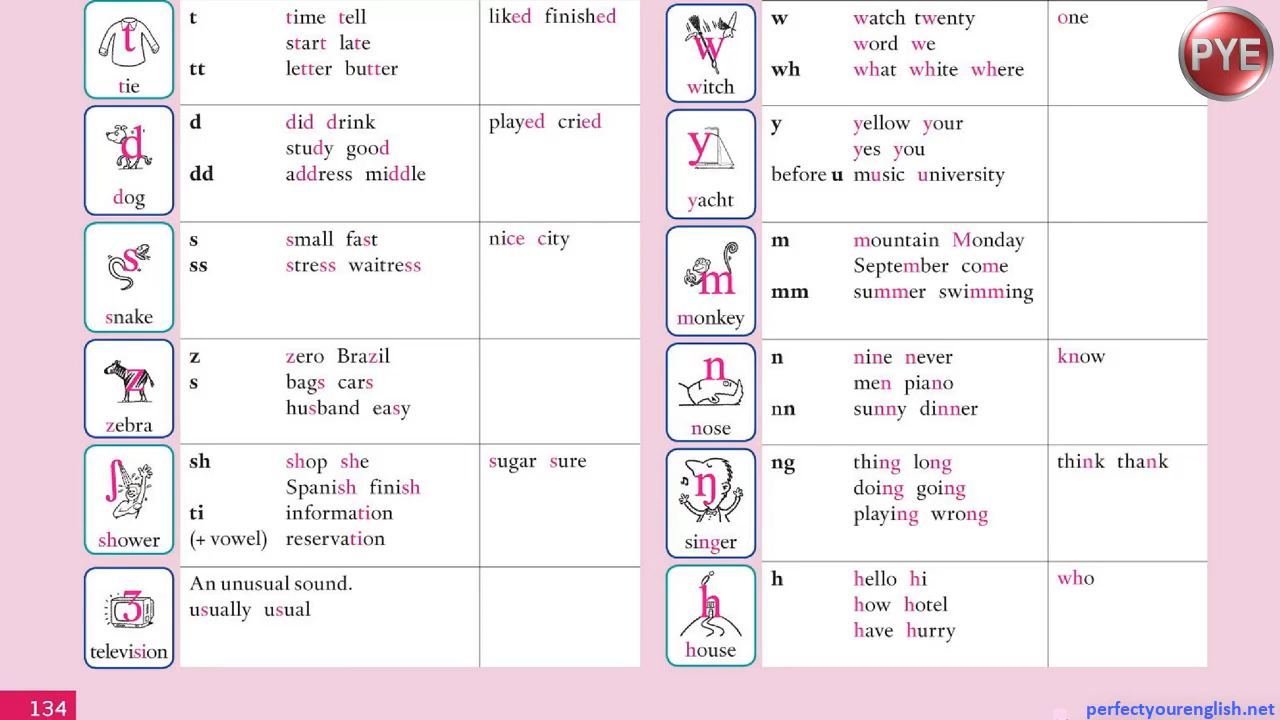 t time tell liked finished
start late
tt letter butter
t
tie
d did drink played cried
study good
dd address middle
d
dog
s small fast nice city
ss stress waitress
s
snake
z zero Brazil
s bags cars
husband easy
z
zebra
sh shop she sugar sure
Spanish finish
ti information
(+ vowel) reservation
ʃ
shower
An unusual sound.
usually usual
ʒ
television
134
w watch twenty one
word we
wh what white where
w
witch
y yellow your
yes you
before u music university
y
yacht
m mountain Monday
September come
mm summer swimming
m
monkey
n nine never know
men piano
nn sunny dinner
n
nose
ng thing long think thank
doing going
playing wrong
ŋ
singer
h hello hi who
how hotel
have hurry
h
house
PYE
perfectyourenglish.net